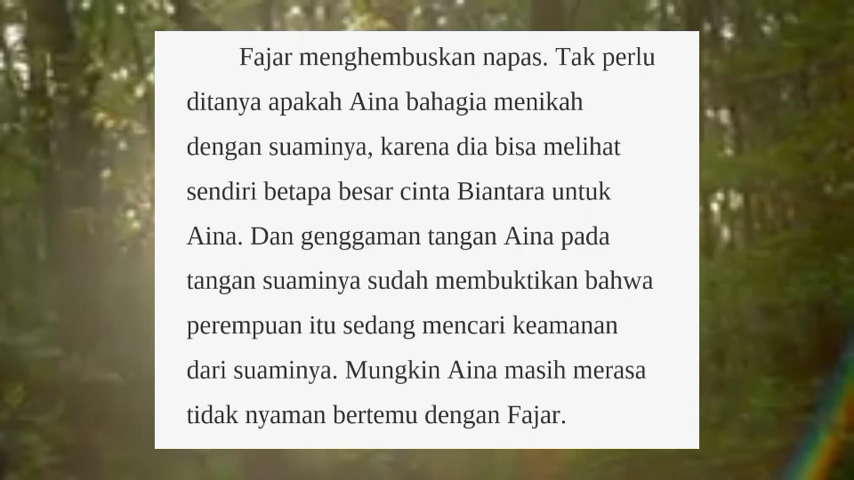 Fajar menghembuskan napas. Tak perlu
ditanya apakah Aina bahagia menikah
dengan suaminya, karena dia bisa melihat
sendiri betapa besar cinta Biantara untuk
Aina. Dan genggaman tangan Aina pada
tangan suaminya sudah membuktikan bahwa
perempuan itu sedang mencari keamanan
dari suaminya. Mungkin Aina masih merasa
tidak nyaman bertemu dengan Fajar.